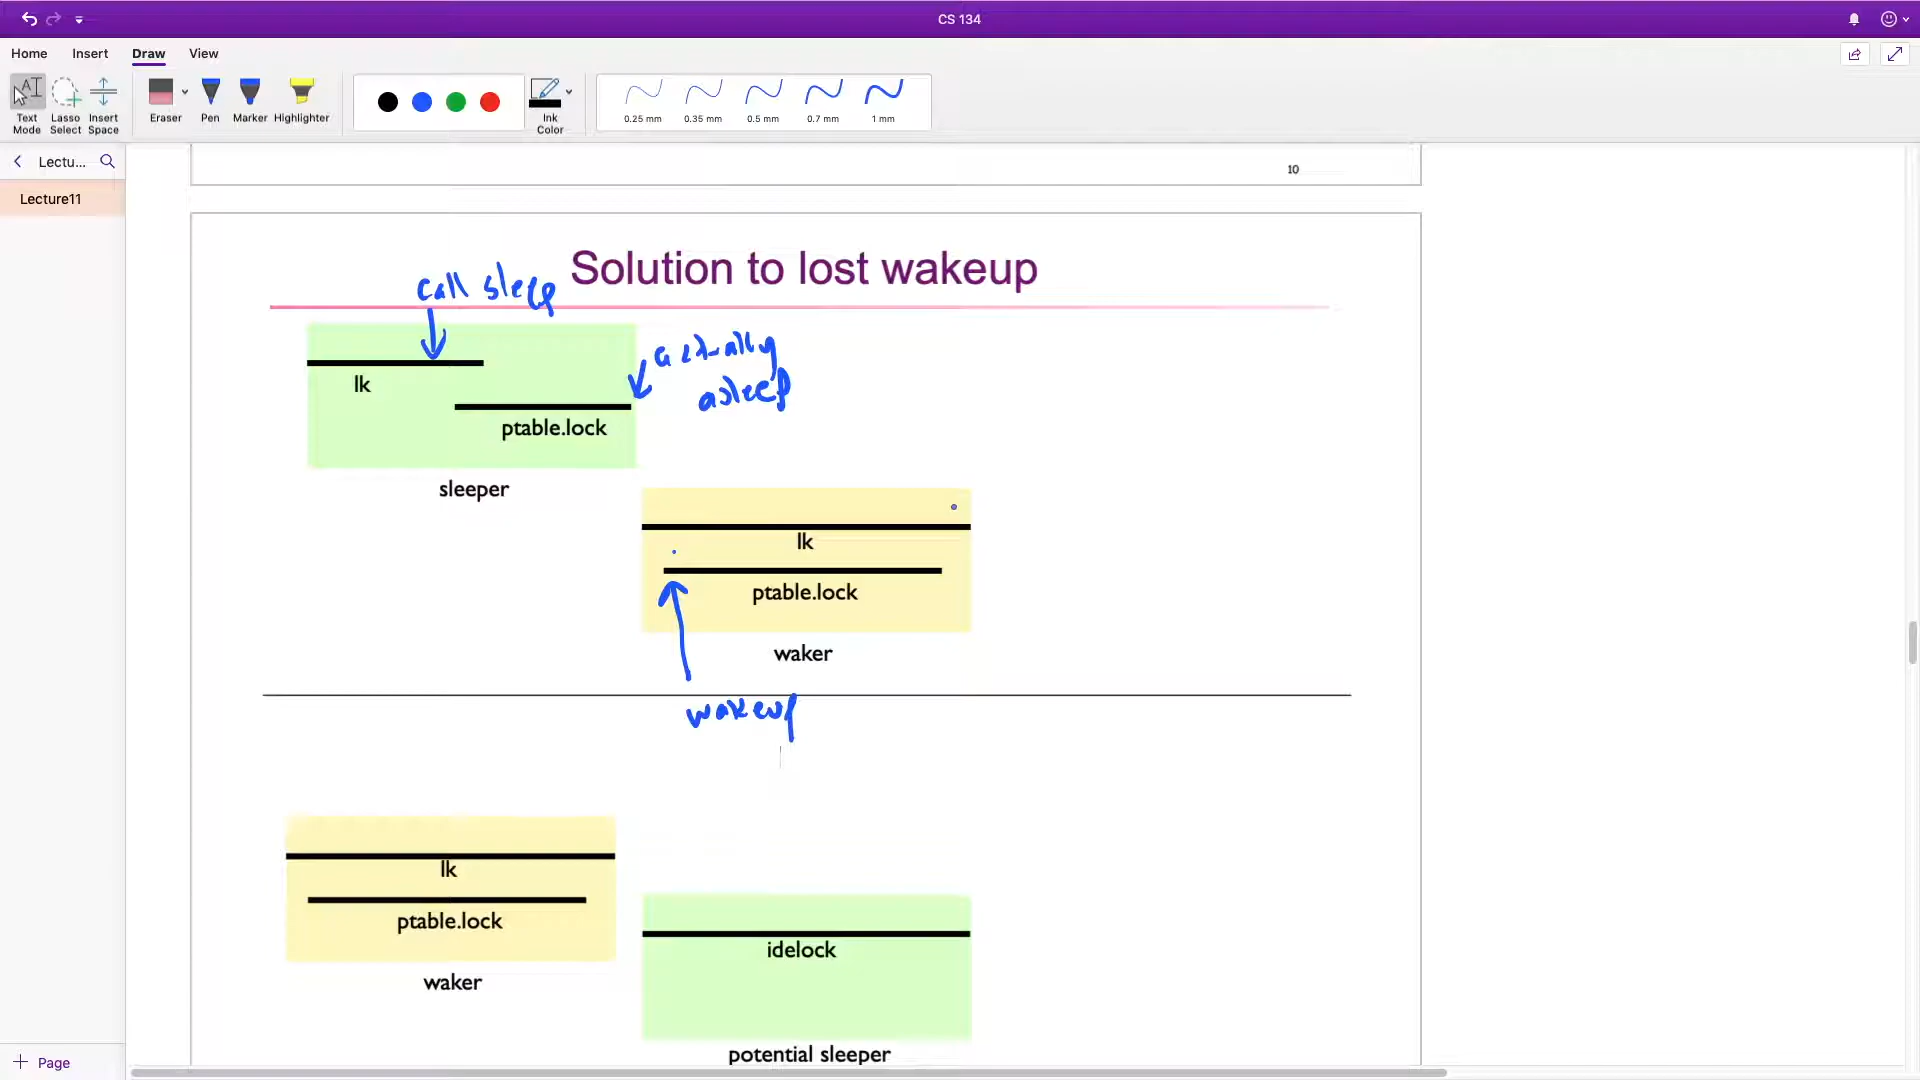 CS 134
Home Insert Draw View
Text Mode
Lasso Select
Insert Space
Eraser
Pen
Marker
Highlighter
Ink Color
0.25 mm
0.35 mm
0.5 mm
0.7 mm
1 mm
Lectu...
Lecture11
10
Solution to lost wakeup
call sleep
actually
asleep
lk
ptable.lock
sleeper
lk
ptable.lock
waker
wakeup
lk
ptable.lock
waker
idelock
potential sleeper
Page